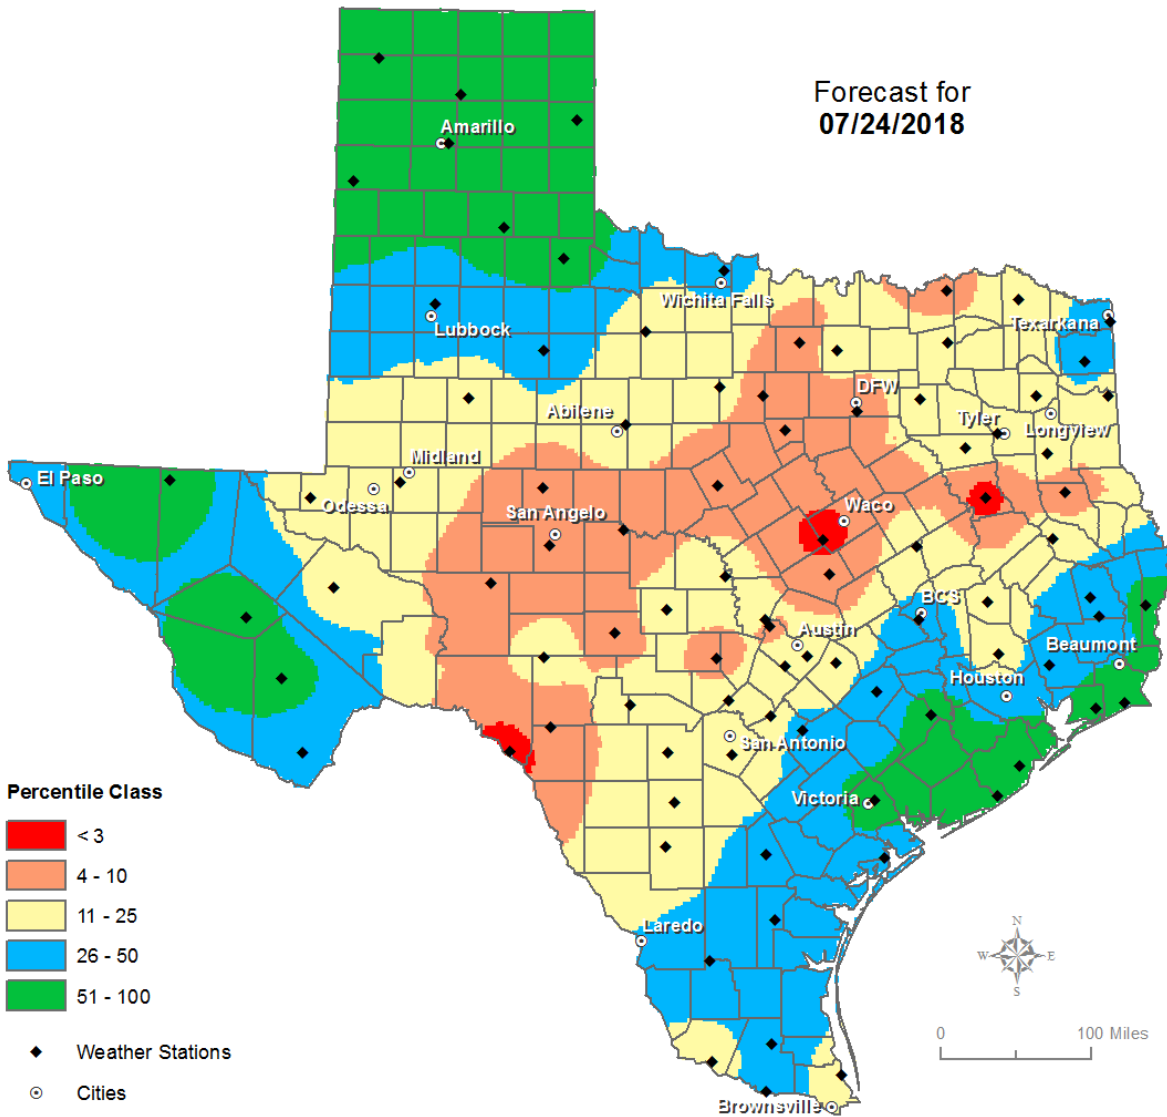 Forecast for
07/24/2018
Amarillo
Wichita Falls
Lubbock
Texarkana
DFW
Abilene
Tyler
Longview
Midland
El Paso
Odessa
San Angelo
Waco
BCS
Austin
Beaumont
Houston
San Antonio
Victoria
Laredo
Brownsville
Percentile Class
< 3
4 - 10
11 - 25
26 - 50
51 - 100
Weather Stations
Cities
N
W E
S
0 100 Miles